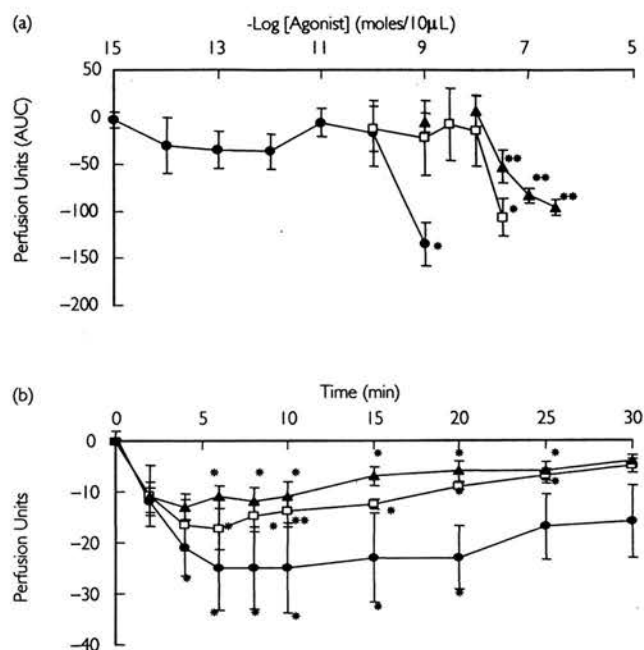 (a)
-Log [Agonist] (moles/10μL)
15 13 11 9 7 5
Perfusion Units (AUC)
50
0
−50
−100
−150
−200
(b)
Time (min)
0 5 10 15 20 25 30
Perfusion Units
0
−10
−20
−30
−40